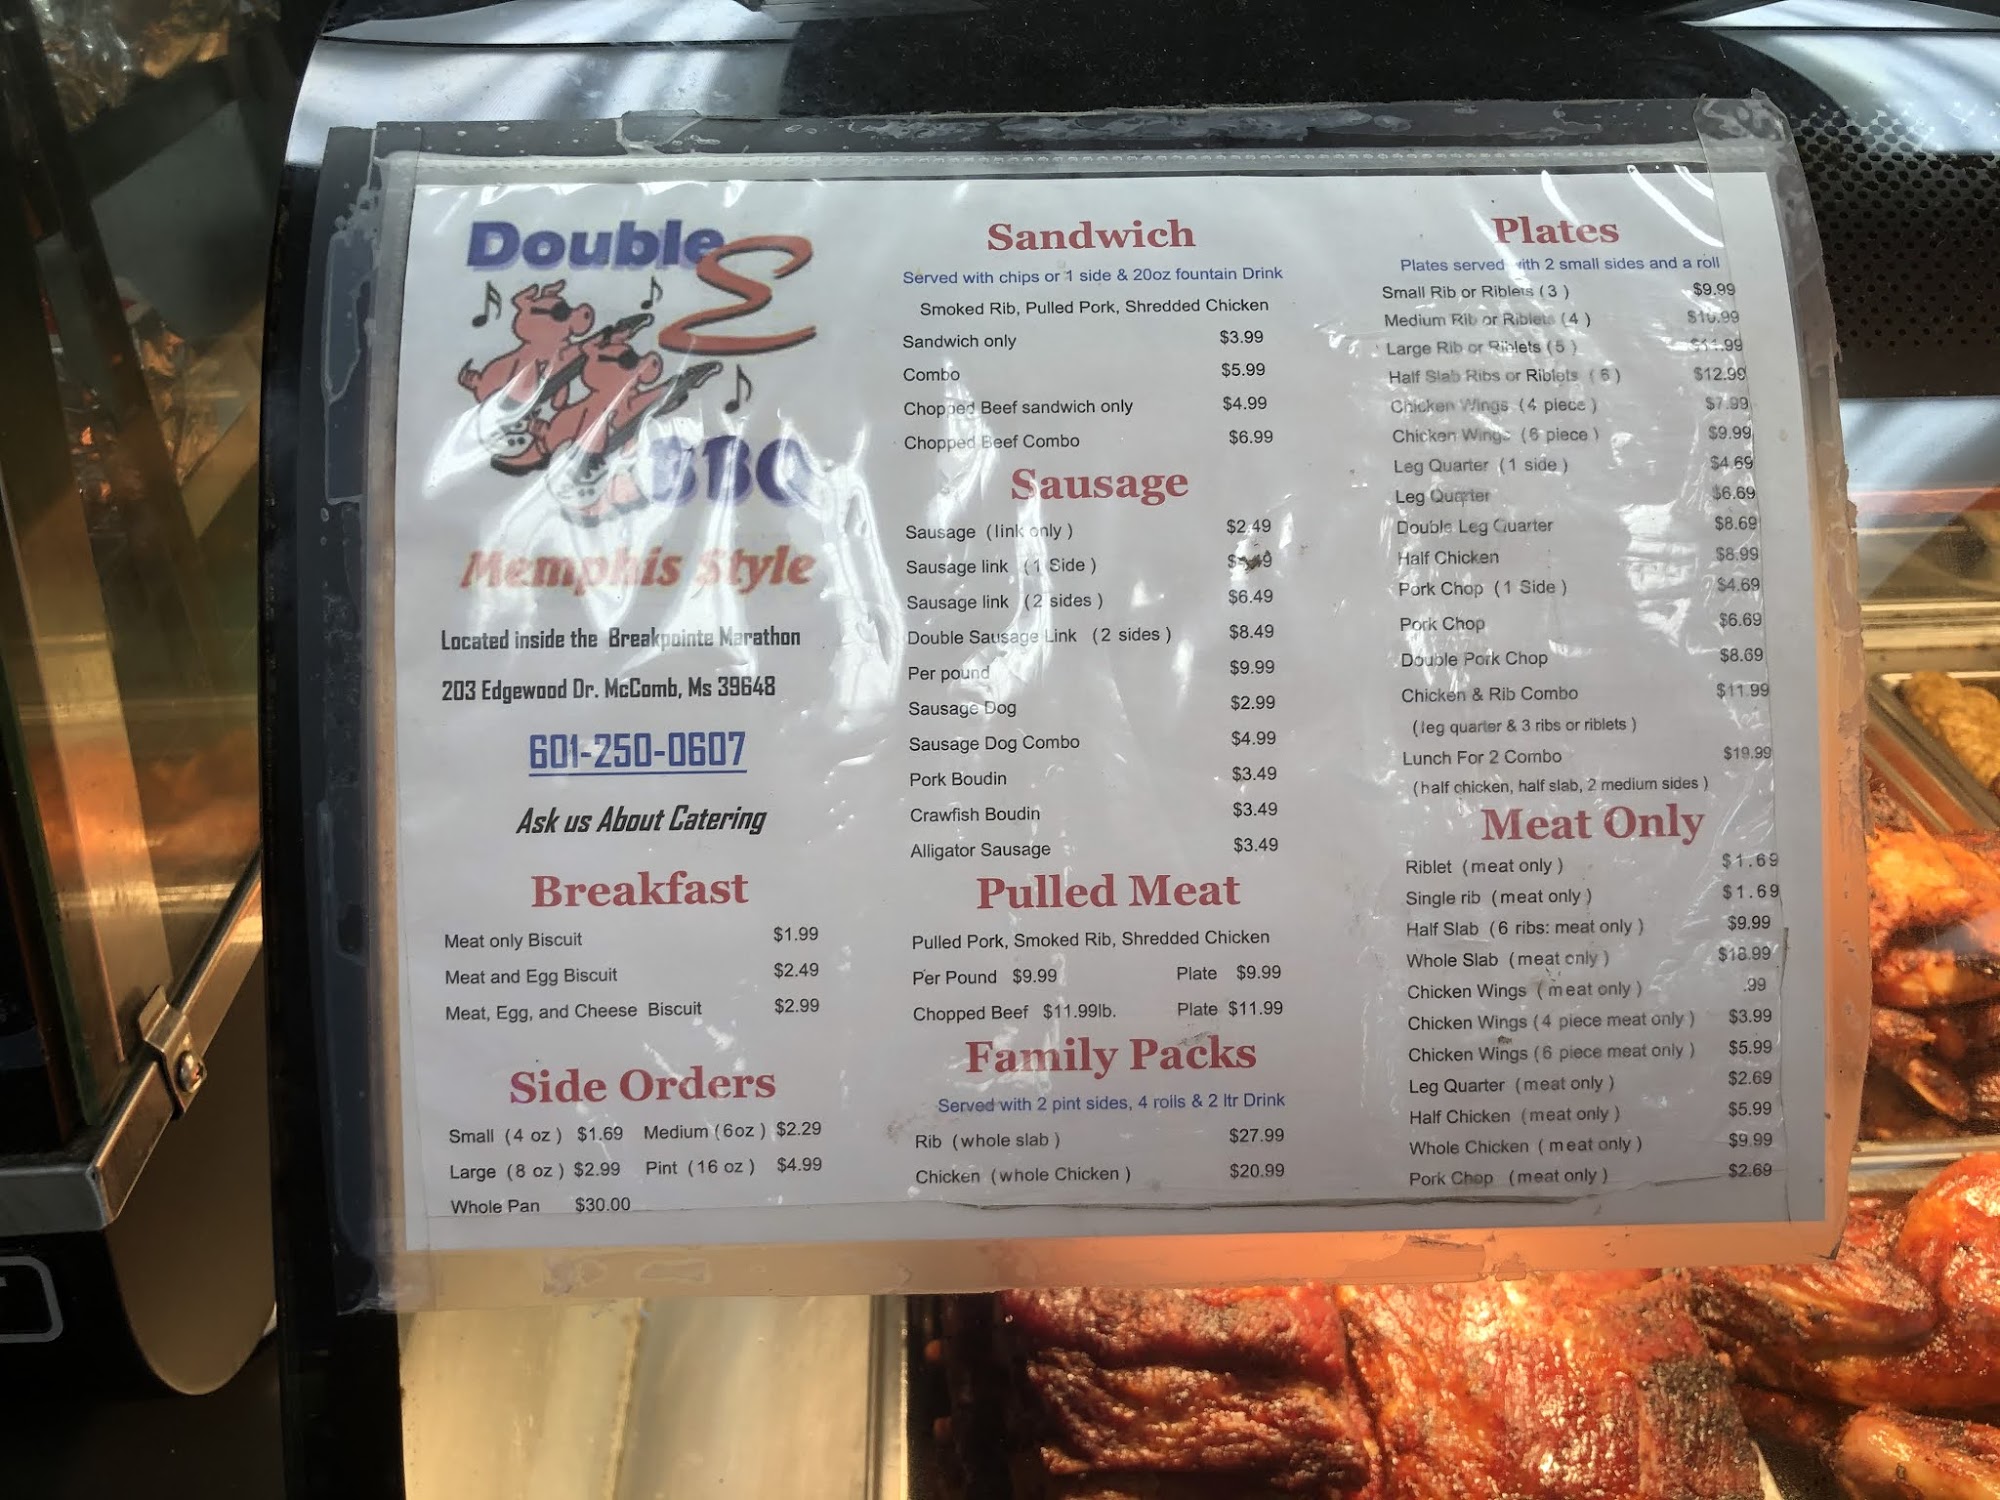 Double E
BBQ
Memphis Style
Located inside the Breakpointe Marathon
203 Edgewood Dr. McComb, Ms 39648
601-250-0607
Ask us About Catering
Breakfast
Meat only Biscuit $1.99
Meat and Egg Biscuit $2.49
Meat, Egg, and Cheese Biscuit $2.99
Side Orders
Small (4 oz) $1.69 Medium (6oz) $2.29
Large (8 oz) $2.99 Pint (16 oz) $4.99
Whole Pan $30.00
Sandwich
Served with chips or 1 side & 20oz fountain Drink
Smoked Rib, Pulled Pork, Shredded Chicken
Sandwich only $3.99
Combo $5.99
Chopped Beef sandwich only $4.99
Chopped Beef Combo $6.99
Sausage
Sausage (link only) $2.49
Sausage link (1 Side)
Sausage link (2 sides) $6.49
Double Sausage Link (2 sides) $8.49
Per pound $9.99
Sausage Dog $2.99
Sausage Dog Combo $4.99
Pork Boudin $3.49
Crawfish Boudin $3.49
Alligator Sausage $3.49
Pulled Meat
Pulled Pork, Smoked Rib, Shredded Chicken
Per Pound $9.99 Plate $9.99
Chopped Beef $11.99lb. Plate $11.99
Family Packs
Served with 2 pint sides, 4 rolls & 2 ltr Drink
Rib (whole slab) $27.99
Chicken (whole Chicken) $20.99
Plates
Plates served with 2 small sides and a roll
Small Rib or Riblets (3) $9.99
Medium Rib or Riblets (4) $10.99
Large Rib or Riblets (5) $11.99
Half Slab Ribs or Riblets (6) $12.99
Chicken Wings (4 piece) $7.99
Chicken Wings (6 piece) $9.99
Leg Quarter (1 side) $4.69
Leg Quarter $6.69
Double Leg Quarter $8.69
Half Chicken $8.99
Pork Chop (1 Side) $4.69
Pork Chop $6.69
Double Pork Chop $8.69
Chicken & Rib Combo $11.99
(leg quarter & 3 ribs or riblets)
Lunch For 2 Combo $19.99
(half chicken, half slab, 2 medium sides)
Meat Only
Riblet (meat only) $1.69
Single rib (meat only) $1.69
Half Slab (6 ribs: meat only) $9.99
Whole Slab (meat only) $18.99
Chicken Wings (meat only) .99
Chicken Wings (4 piece meat only) $3.99
Chicken Wings (6 piece meat only) $5.99
Leg Quarter (meat only) $2.69
Half Chicken (meat only) $5.99
Whole Chicken (meat only) $9.99
Pork Chop (meat only) $2.69